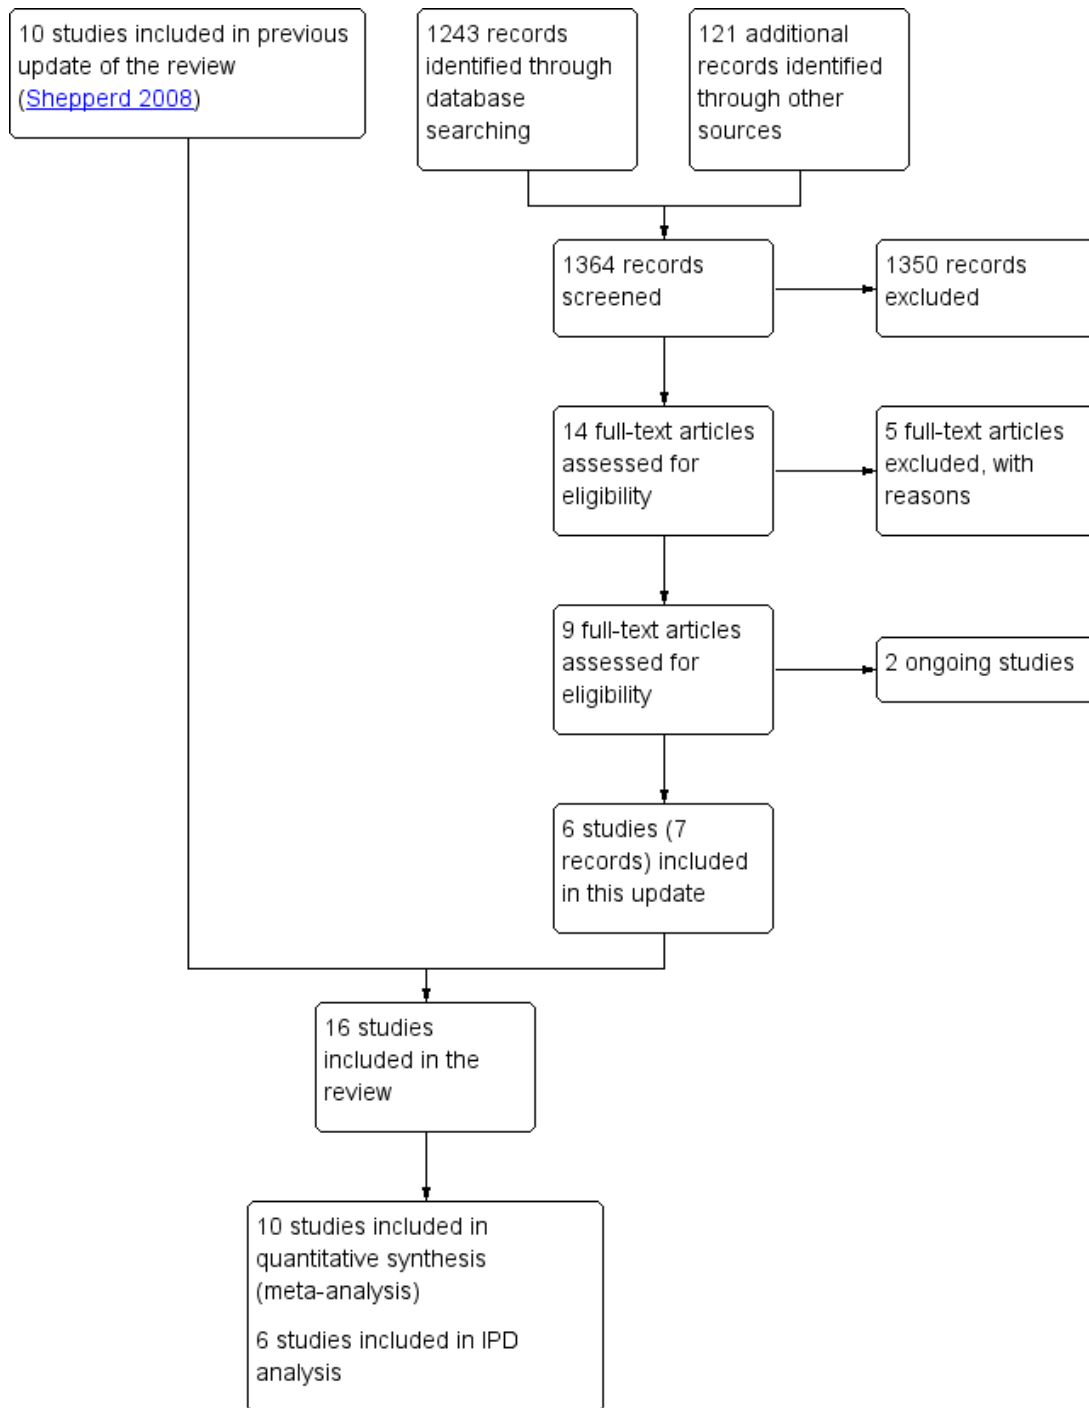 10 studies included in previous
update of the review
(Shepperd 2008)
1243 records
identified through
database
searching
121 additional
records identified
through other
sources
1364 records
screened
1350 records
excluded
14 full-text articles
assessed for
eligibility
5 full-text articles
excluded, with
reasons
9 full-text articles
assessed for
eligibility
2 ongoing studies
6 studies (7
records) included
in this update
16 studies
included in the
review
10 studies included in
quantitative synthesis
(meta-analysis)
6 studies included in IPD
analysis